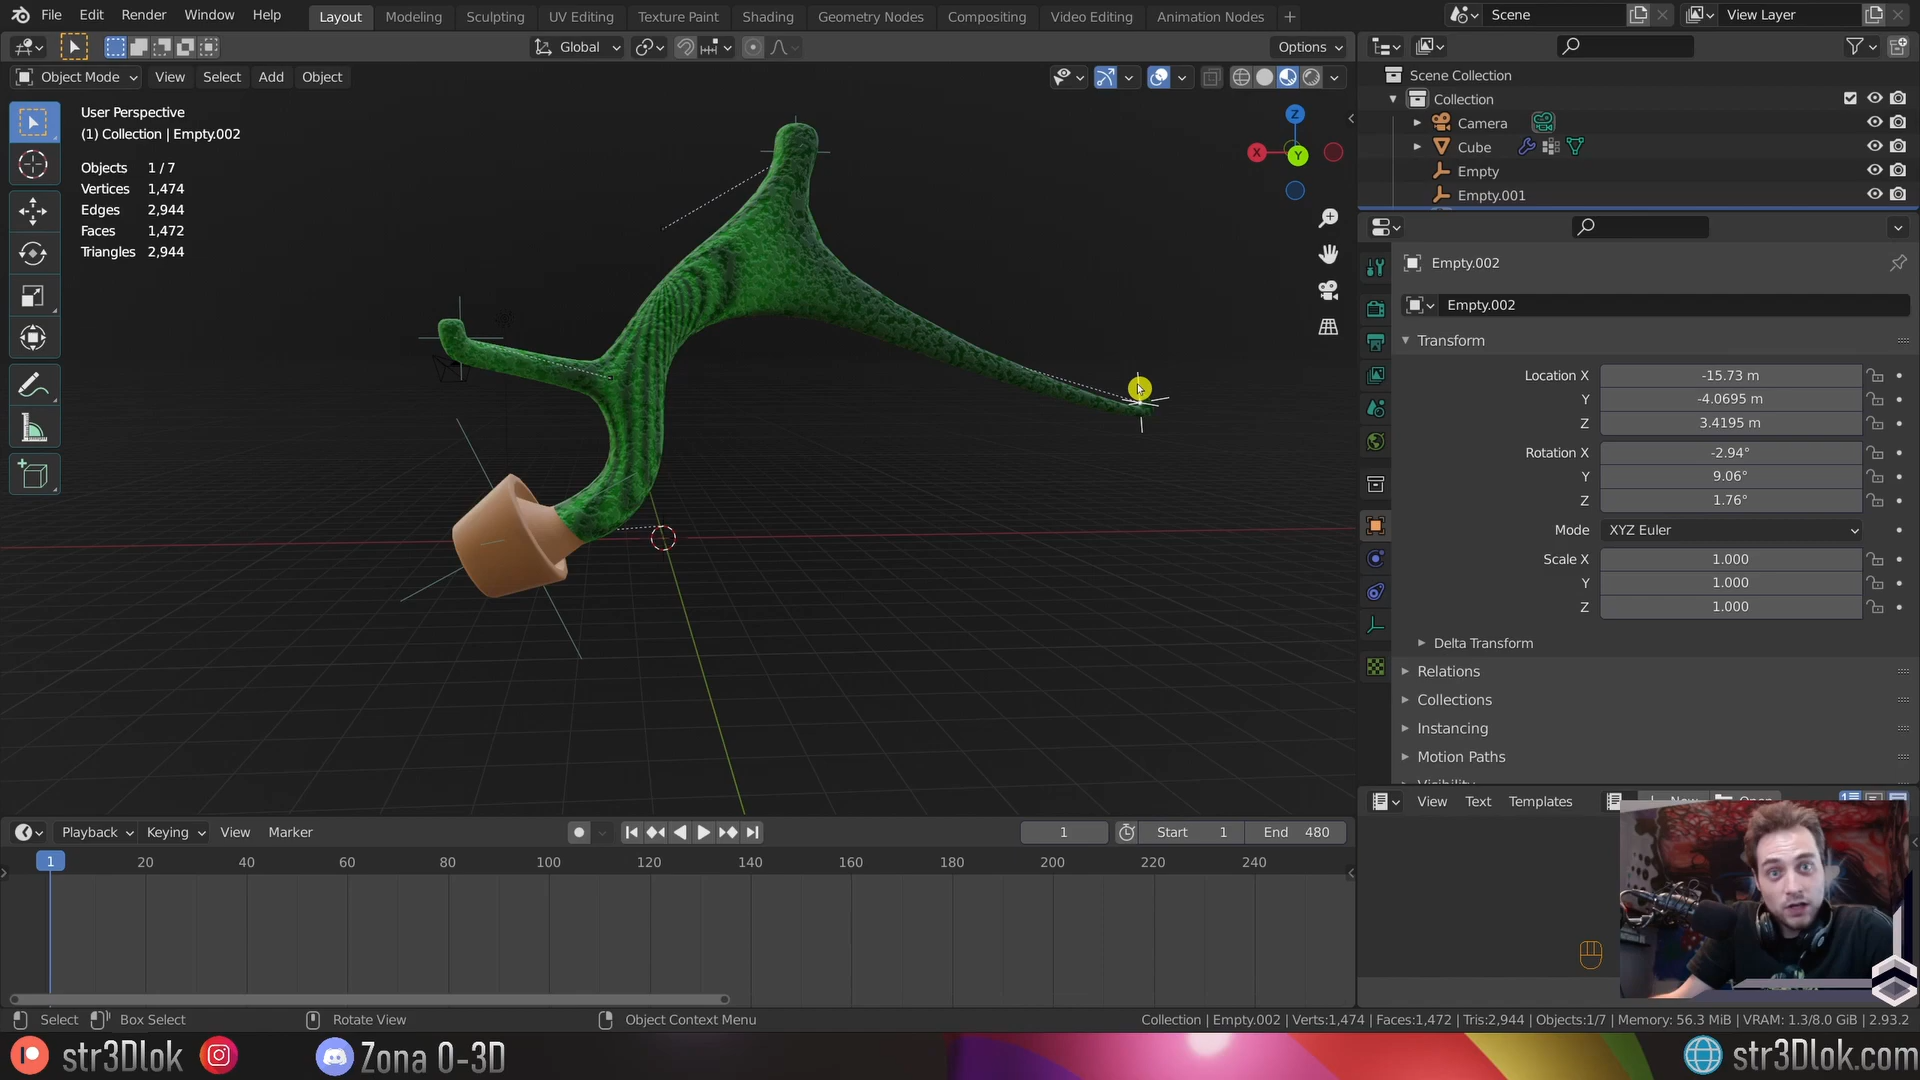 File Edit Render Window Help Layout Modeling Sculpting UV Editing Texture Paint Shading Geometry Nodes Compositing Video Editing Animation Nodes + Scene View Layer
Global Options
Object Mode View Select Add Object
User Perspective
(1) Collection | Empty.002
Objects 1 / 7
Vertices 1,474
Edges 2,944
Faces 1,472
Triangles 2,944
Z
X
Y
Scene Collection
Collection
Camera
Cube
Empty
Empty.001
Empty.002
Empty.002
Transform
Location X -15.73 m
Y -4.0695 m
Z 3.4195 m
Rotation X -2.94°
Y 9.06°
Z 1.76°
Mode XYZ Euler
Scale X 1.000
Y 1.000
Z 1.000
Delta Transform
Relations
Collections
Instancing
Motion Paths
Visibility
View Text Templates New Open
Playback Keying View Marker 1 Start 1 End 480
1 20 40 60 80 100 120 140 160 180 200 220 240
Select Box Select Rotate View Object Context Menu Collection | Empty.002 | Verts:1,474 | Faces:1,472 | Tris:2,944 | Objects:1/7 | Memory: 56.3 MiB | VRAM: 1.3/8.0 GiB | 2.93.2
str3Dlok Zona 0-3D str3Dlok.com